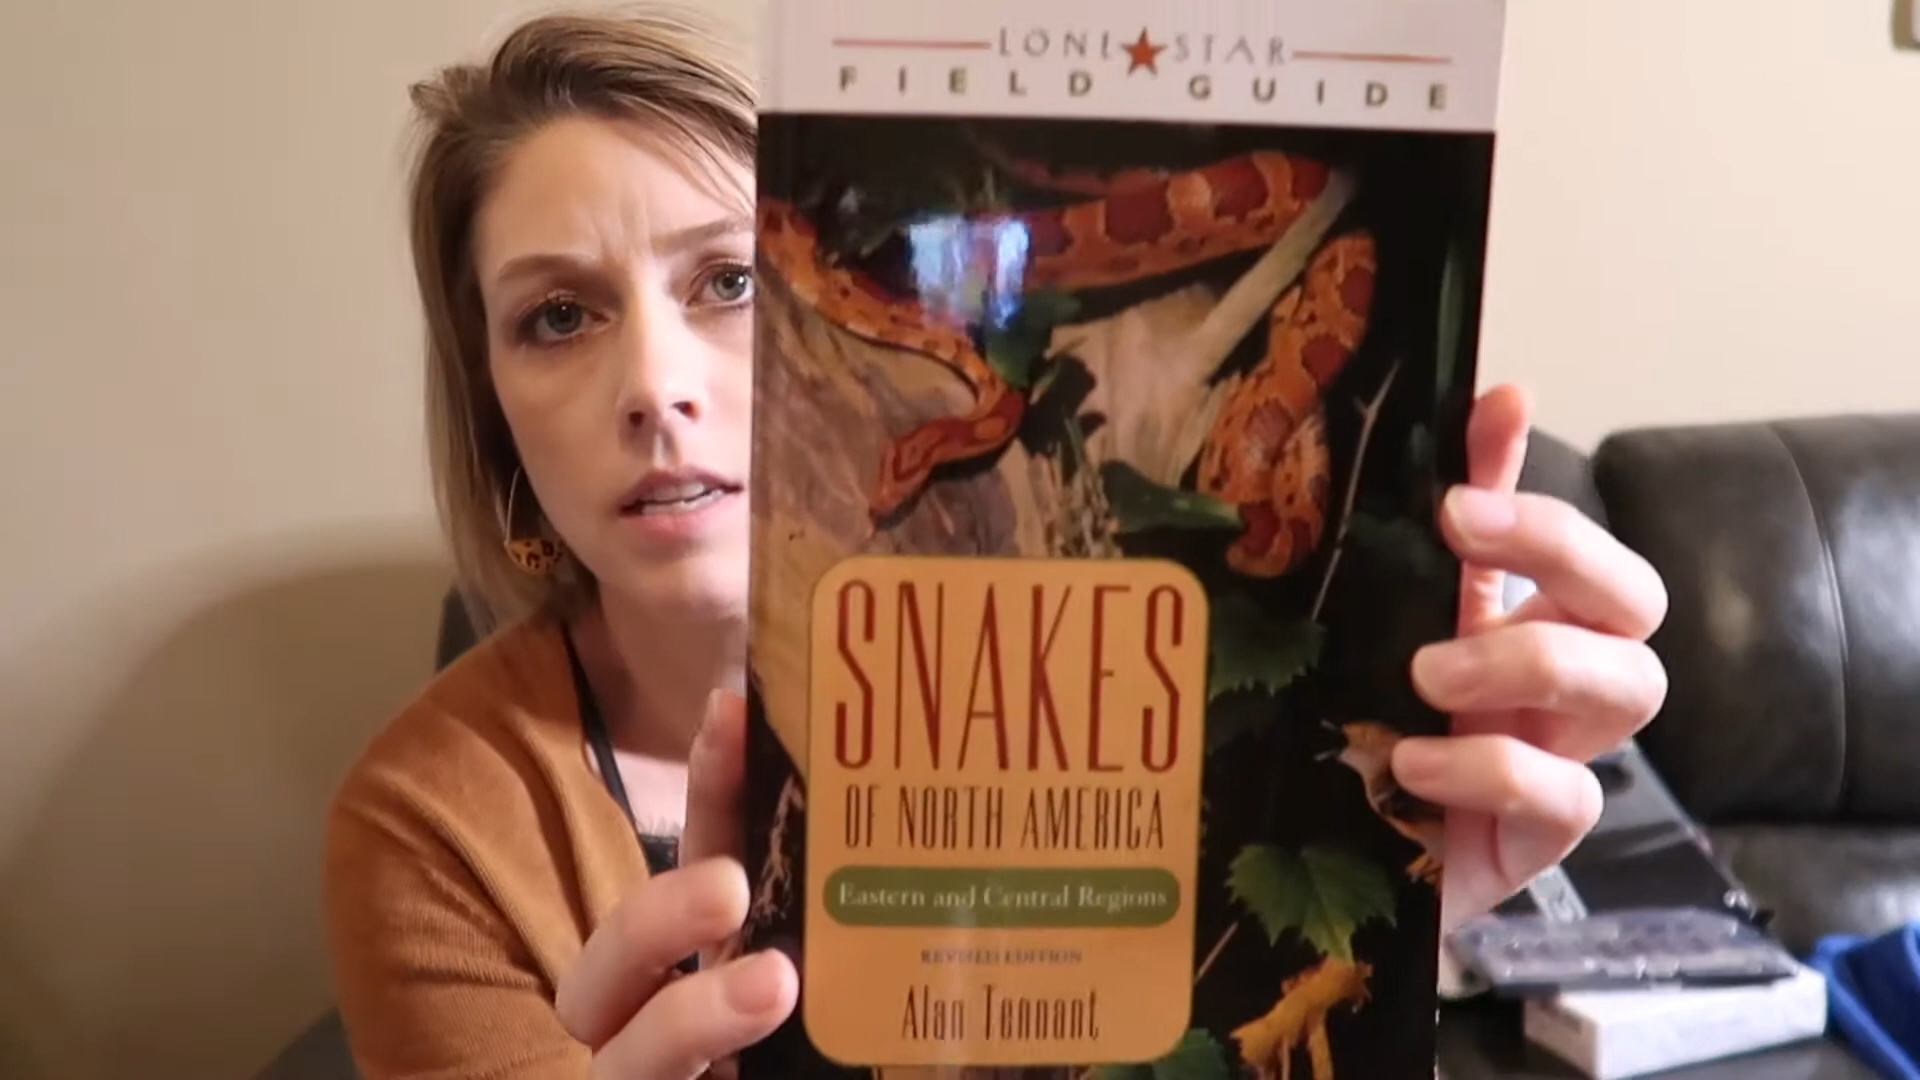 LONE STAR
FIELD GUIDE
SNAKES
OF NORTH AMERICA
Eastern and Central Regions
REVISED EDITION
Alan Tennant